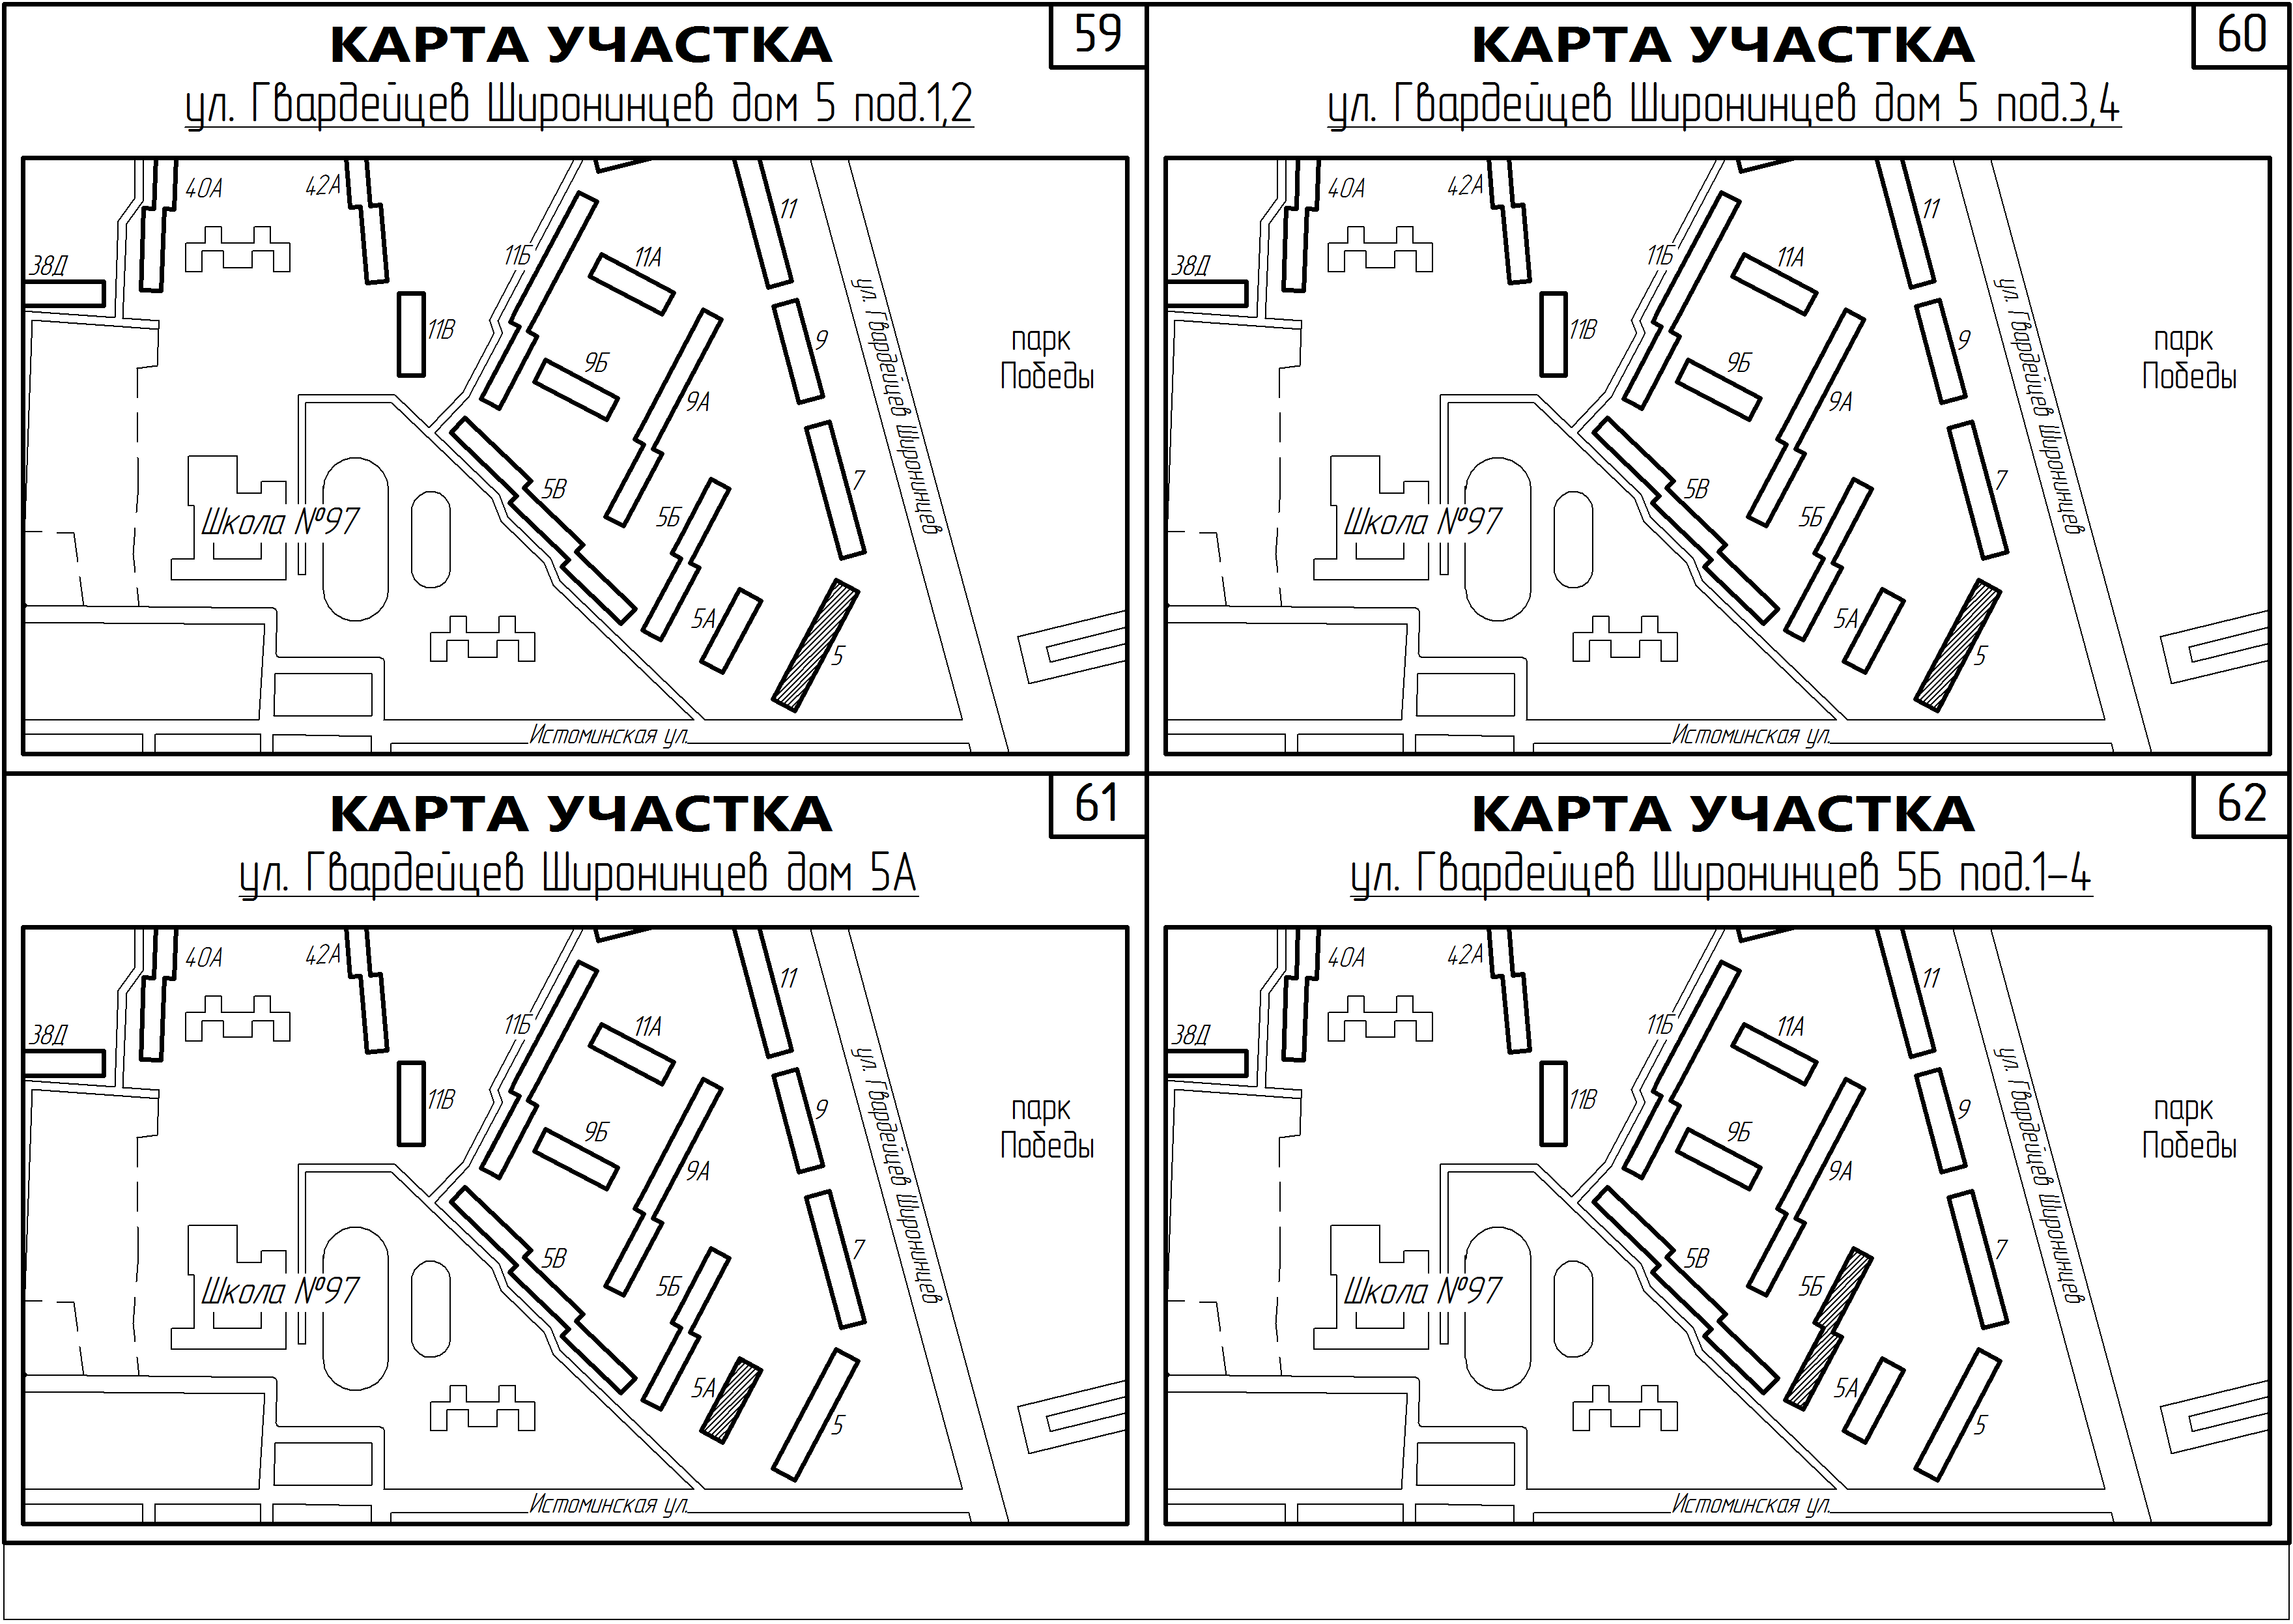 59
КАРТА УЧАСТКА
ул. Гвардейцев Широнинцев дом 5 под.1,2
40А
42А
11
38Д
11Б
11А
11В
9
9Б
9А
ул. Гвардейцев Широнинцев
парк
Победы
7
5В
5Б
Школа №97
5А
5
Истоминская ул.
60
КАРТА УЧАСТКА
ул. Гвардейцев Широнинцев дом 5 под.3,4
40А
42А
11
38Д
11Б
11А
11В
9
9Б
9А
ул. Гвардейцев Широнинцев
парк
Победы
7
5В
5Б
Школа №97
5А
5
Истоминская ул.
61
КАРТА УЧАСТКА
ул. Гвардейцев Широнинцев дом 5А
40А
42А
11
38Д
11Б
11А
11В
9
9Б
9А
ул. Гвардейцев Широнинцев
парк
Победы
7
5В
5Б
Школа №97
5А
5
Истоминская ул.
62
КАРТА УЧАСТКА
ул. Гвардейцев Широнинцев 5Б под.1-4
40А
42А
11
38Д
11Б
11А
11В
9
9Б
9А
ул. Гвардейцев Широнинцев
парк
Победы
7
5В
5Б
Школа №97
5А
5
Истоминская ул.